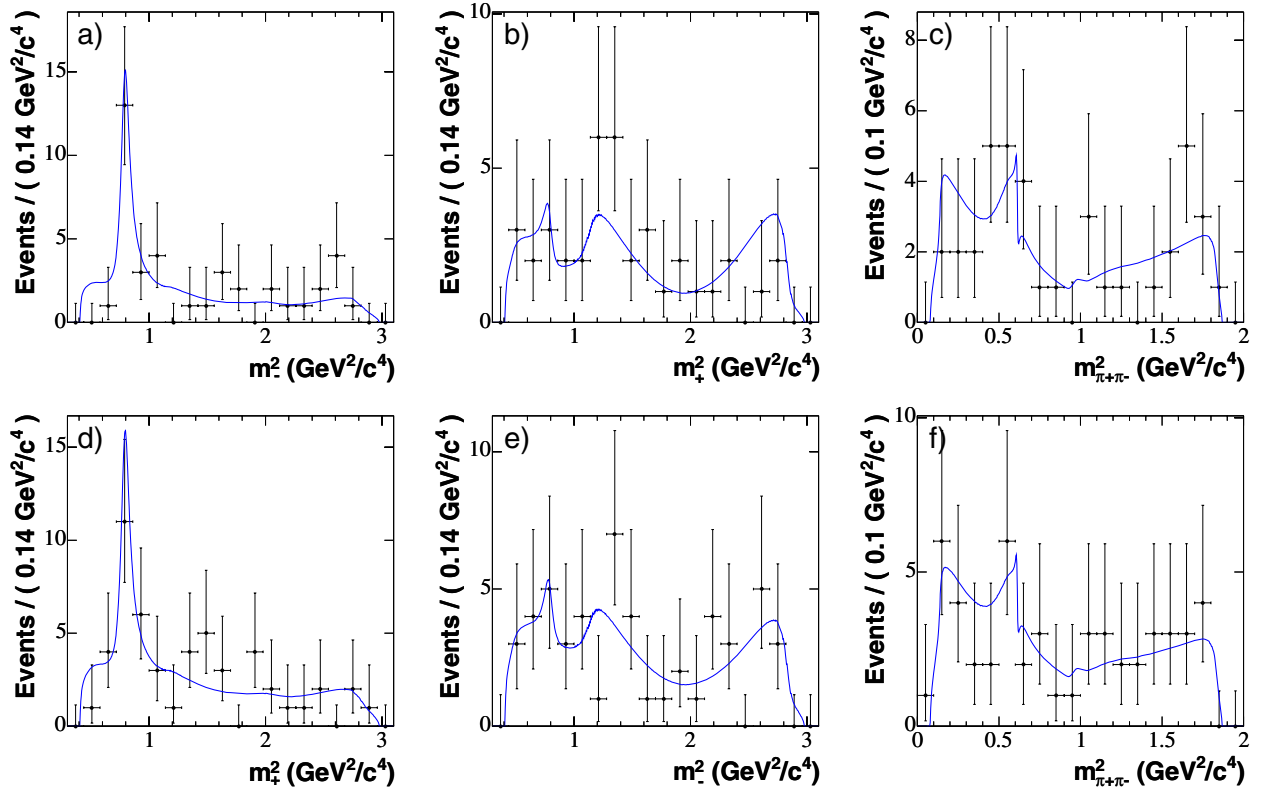 a)
Events / ( 0.14 GeV²/c⁴ )
15
10
5
0
1
2
3
m₋² (GeV²/c⁴)
b)
Events / ( 0.14 GeV²/c⁴ )
10
5
0
1
2
3
m₊² (GeV²/c⁴)
c)
Events / ( 0.1 GeV²/c⁴ )
8
6
4
2
0
0
0.5
1
1.5
2
m²π+π- (GeV²/c⁴)
d)
Events / ( 0.14 GeV²/c⁴ )
15
10
5
0
1
2
3
m₊² (GeV²/c⁴)
e)
Events / ( 0.14 GeV²/c⁴ )
10
5
0
1
2
3
m₋² (GeV²/c⁴)
f)
Events / ( 0.1 GeV²/c⁴ )
10
5
0
0
0.5
1
1.5
2
m²π+π- (GeV²/c⁴)